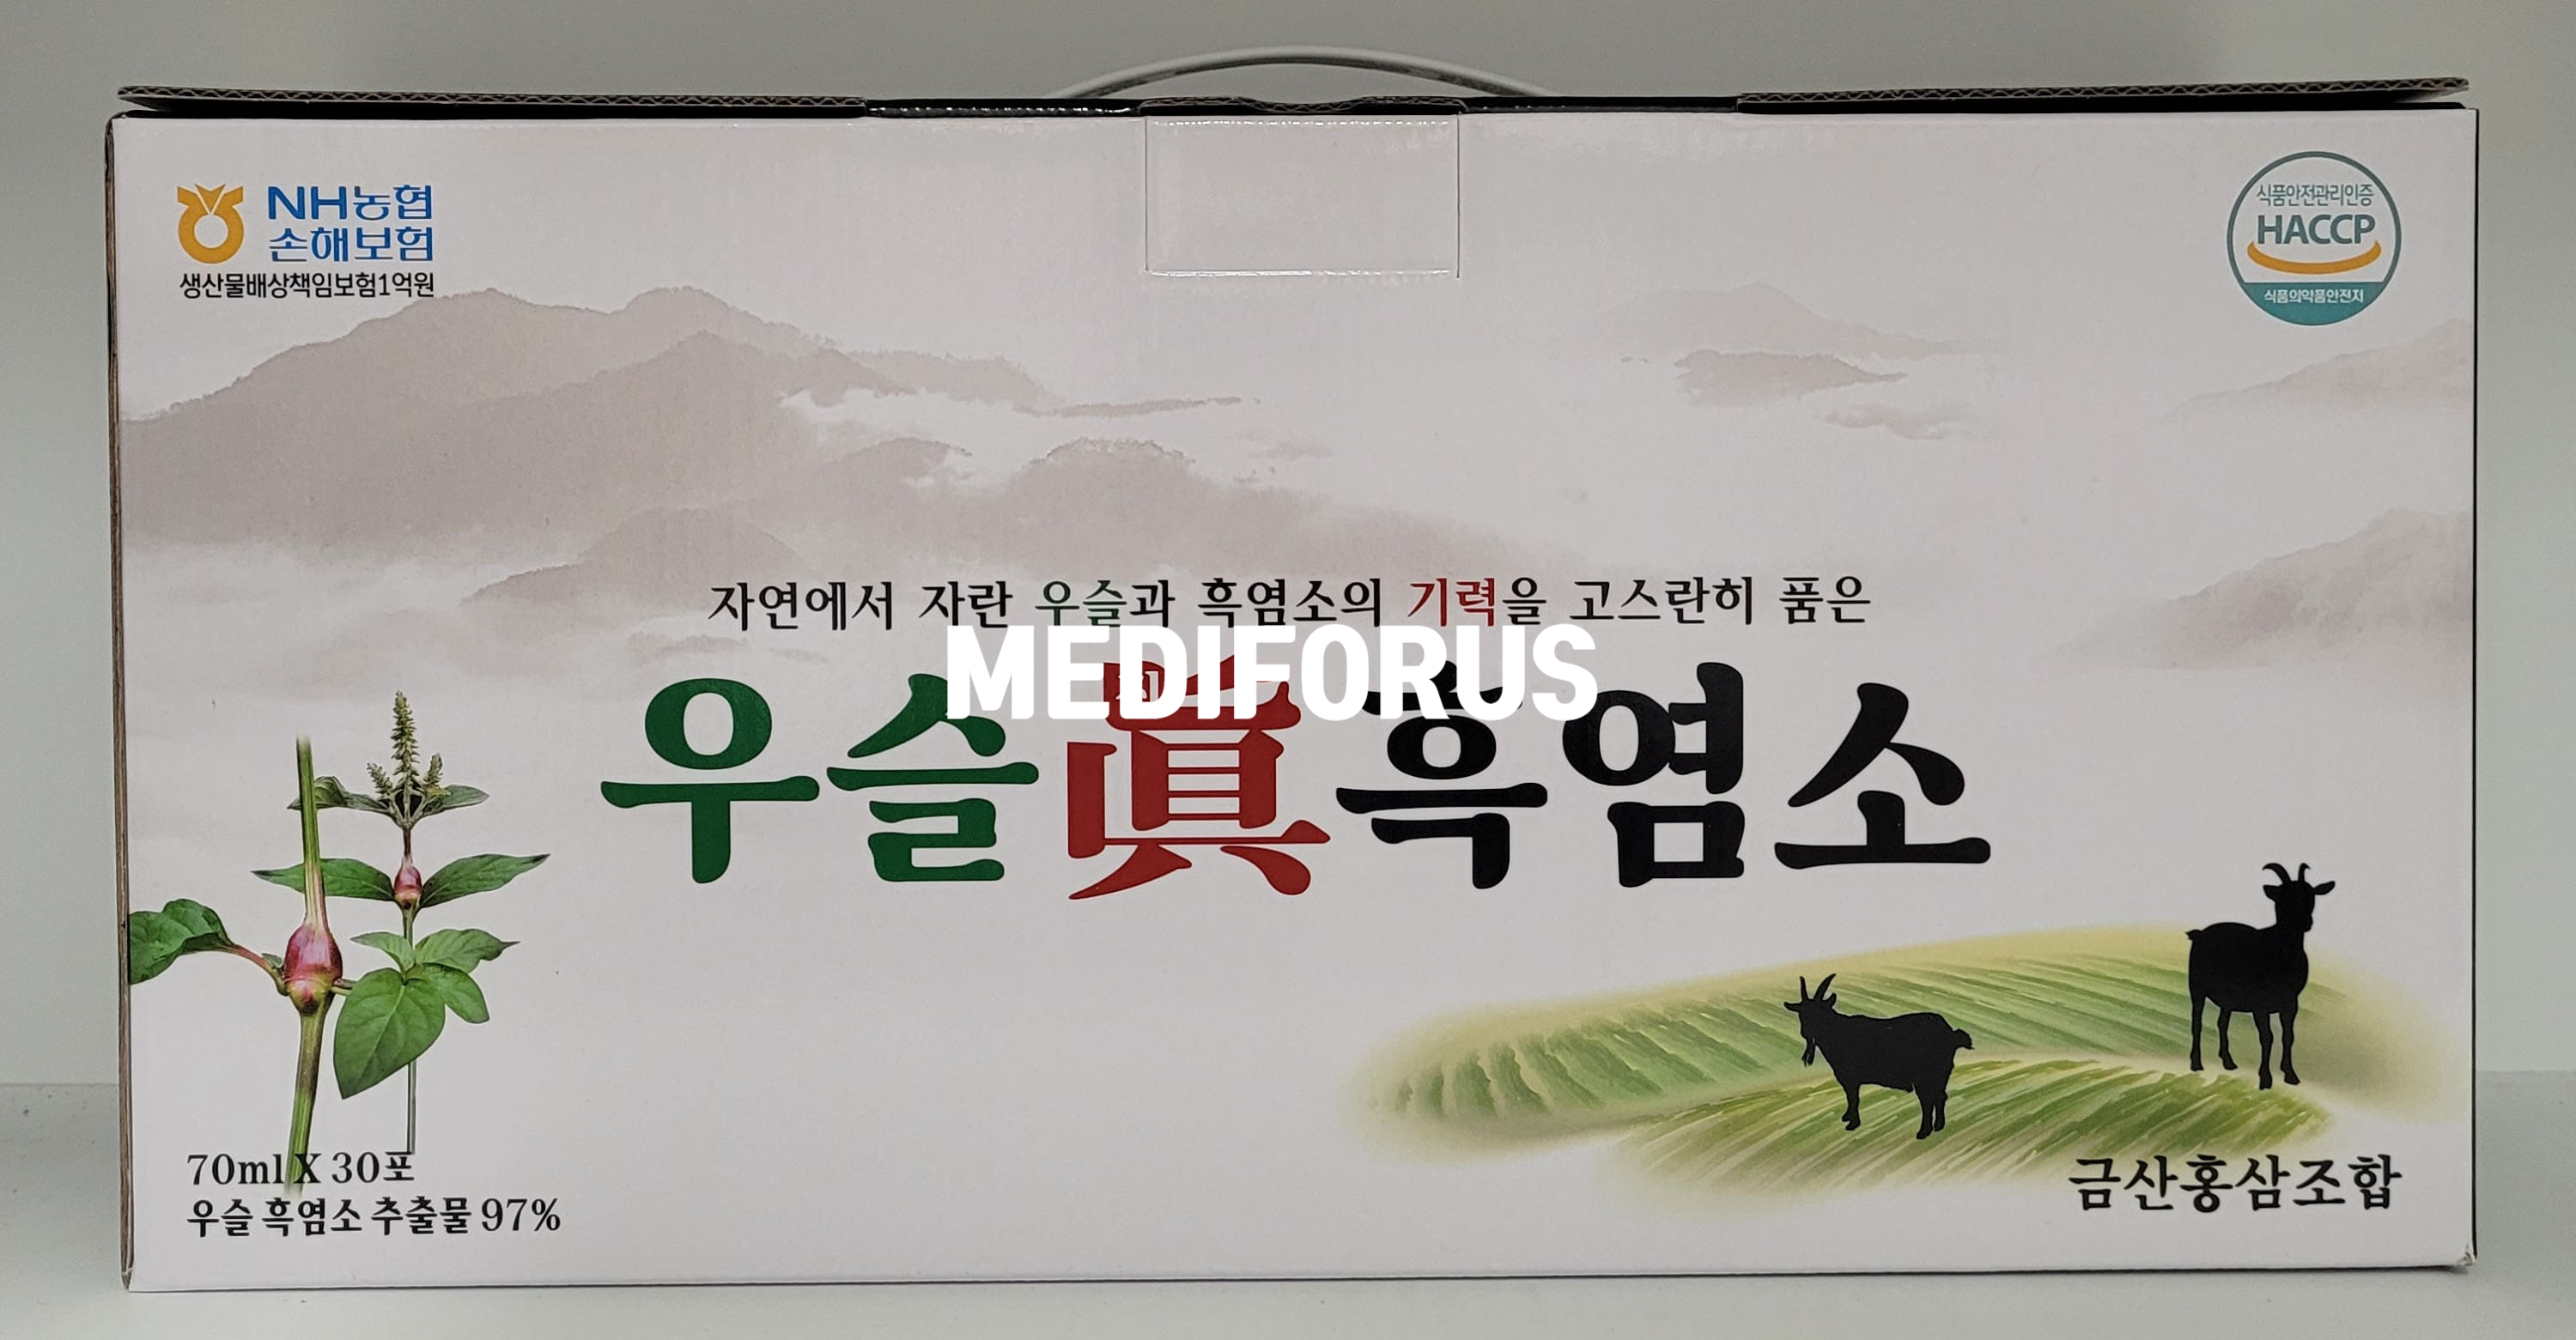 NH농협
손해보험
생산물배상책임보험1억원
식품안전관리인증
HACCP
식품의약품안전처
자연에서 자란 우슬과 흑염소의 기력을 고스란히 품은
MEDIFORUS
우슬眞흑염소
70ml X 30포
우슬 흑염소 추출물 97%
금산홍삼조합